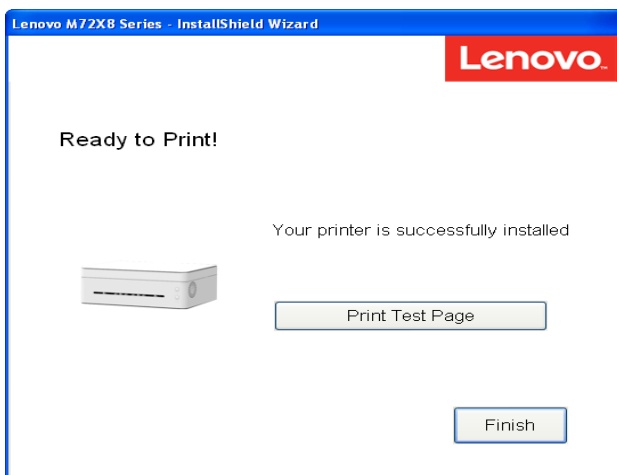 Lenovo M72X8 Series - InstallShield Wizard
Lenovo.
Ready to Print!
Your printer is successfully installed
Print Test Page
Finish